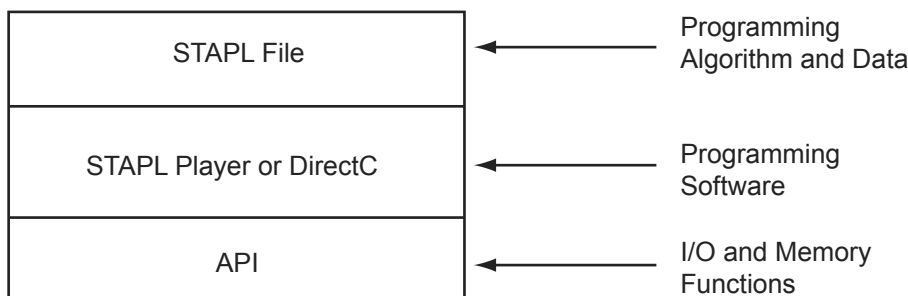 STAPL File
Programming
Algorithm and Data
STAPL Player or DirectC
Programming
Software
API
I/O and Memory
Functions